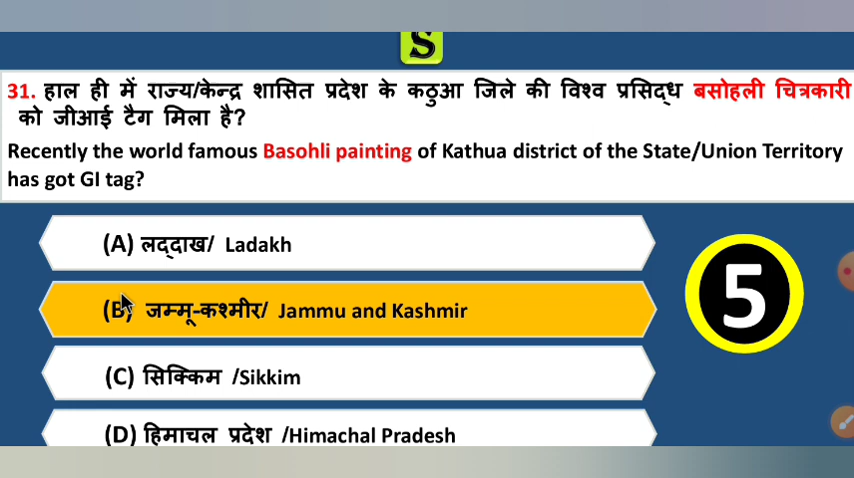 S
31. हाल ही में राज्य/केन्द्र शासित प्रदेश के कठुआ जिले की विश्व प्रसिद्ध बसोहली चित्रकारी
को जीआई टैग मिला है?
Recently the world famous Basohli painting of Kathua district of the State/Union Territory
has got GI tag?
(A) लद्दाख/ Ladakh
(B) जम्मू-कश्मीर/ Jammu and Kashmir
5
(C) सिक्किम /Sikkim
(D) हिमाचल प्रदेश /Himachal Pradesh